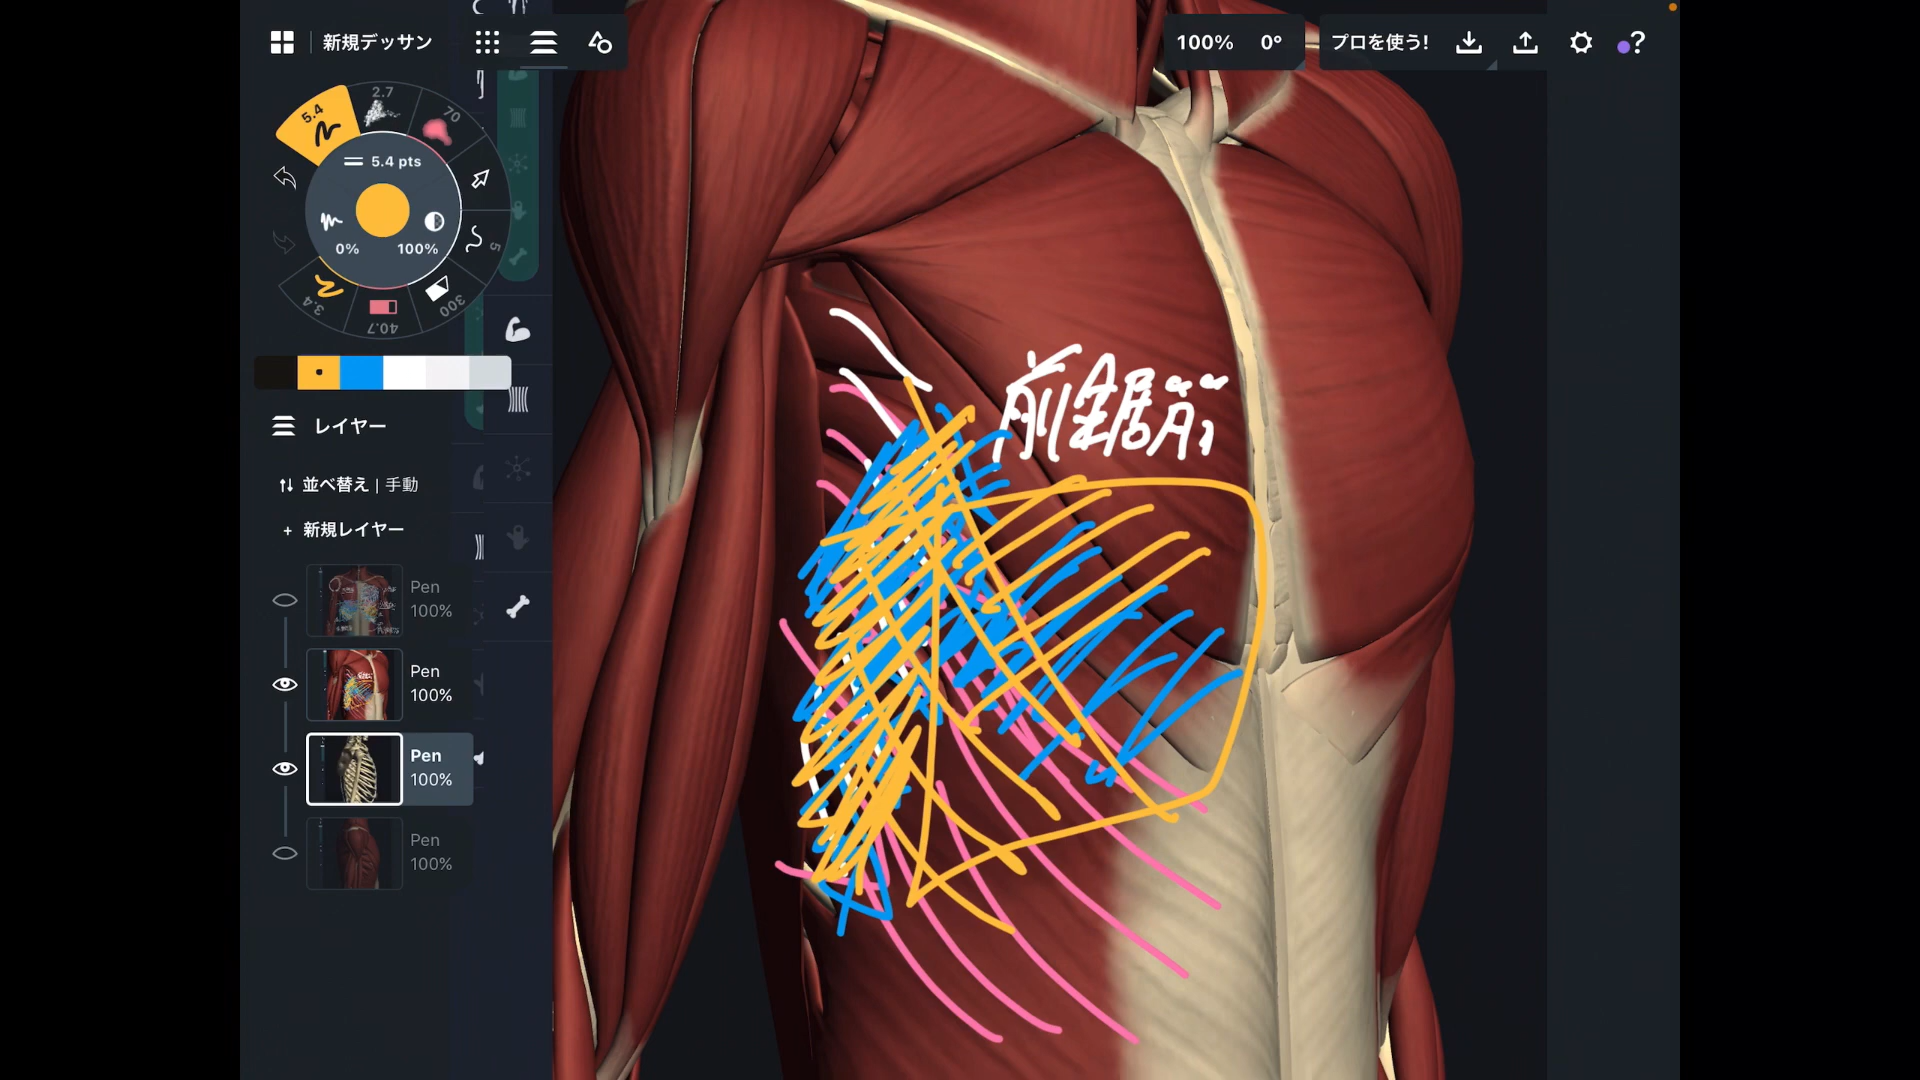 新規デッサン
100% 0° プロを使う! ?
5.4
2.7
70
5
300
40.7
3.4
5.4 pts
0% 100%
レイヤー
並べ替え | 手動
+ 新規レイヤー
Pen
100%
Pen
100%
Pen
100%
Pen
100%
前鋸筋